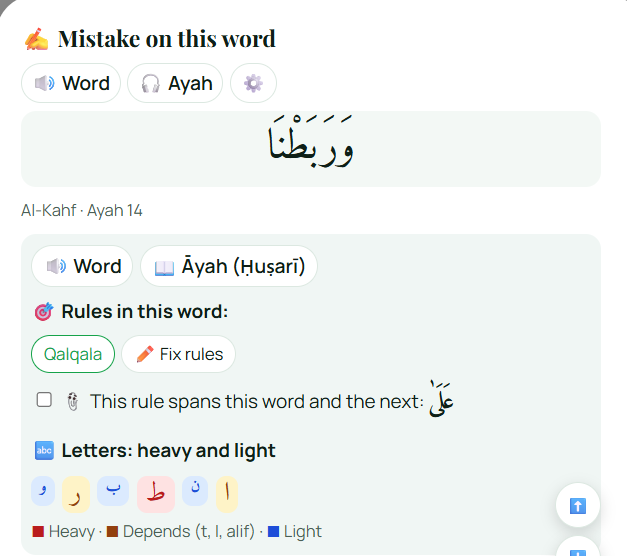 ✍️ Mistake on this word
🔊 Word 🎧 Ayah ⚙️
وَرَبَطْنَا
Al-Kahf · Ayah 14
🔊 Word 📖 Āyah (Ḥuṣarī)
🎯 Rules in this word:
Qalqala ✏️ Fix rules
🖇️ This rule spans this word and the next: عَلَىٰ
🔤 Letters: heavy and light
و ر ب ط ن ا
Heavy · Depends (t, l, alif) · Light